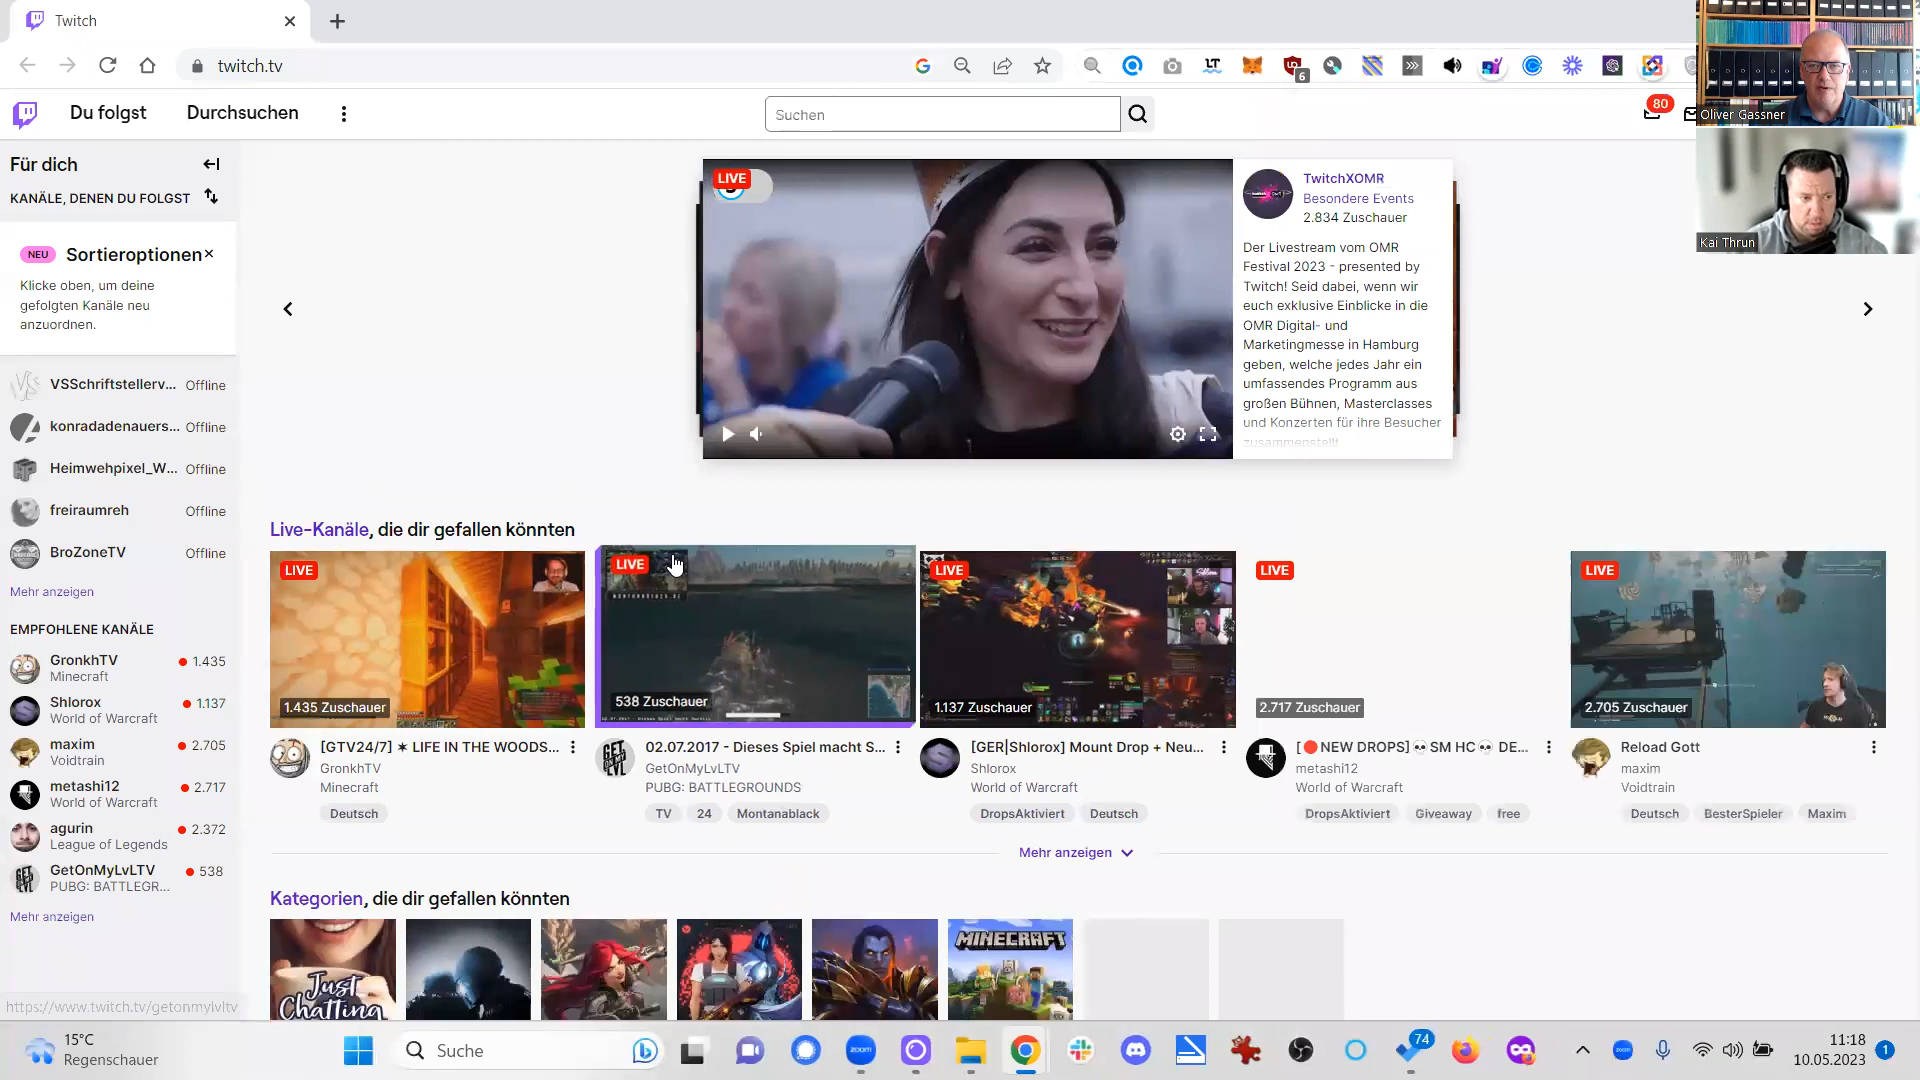 Twitch
twitch.tv
6
Du folgst
Durchsuchen
Suchen
80
Oliver Gassner
Kai Thrun
Für dich
KANÄLE, DENEN DU FOLGST
NEU
Sortieroptionen
Klicke oben, um deine
gefolgten Kanäle neu
anzuordnen.
VSSchriftstellerv... Offline
konradadenauers... Offline
Heimwehpixel_W... Offline
freiraumreh Offline
BroZoneTV Offline
Mehr anzeigen
EMPFOHLENE KANÄLE
GronkhTV 1.435
Minecraft
Shlorox 1.137
World of Warcraft
maxim 2.705
Voidtrain
metashi12 2.717
World of Warcraft
agurin 2.372
League of Legends
GetOnMyLvLTV 538
PUBG: BATTLEGR...
Mehr anzeigen
https://www.twitch.tv/getonmylvltv
LIVE
TwitchXOMR
Besondere Events
2.834 Zuschauer
Der Livestream vom OMR
Festival 2023 - presented by
Twitch! Seid dabei, wenn wir
euch exklusive Einblicke in die
OMR Digital- und
Marketingmesse in Hamburg
geben, welche jedes Jahr ein
umfassendes Programm aus
großen Bühnen, Masterclasses
und Konzerten für ihre Besucher
zusammenstellt
Live-Kanäle, die dir gefallen könnten
LIVE
1.435 Zuschauer
[GTV24/7] ✶ LIFE IN THE WOODS...
GronkhTV
Minecraft
Deutsch
LIVE
538 Zuschauer
GET ON MY LVL
02.07.2017 - Dieses Spiel macht S...
GetOnMyLvLTV
PUBG: BATTLEGROUNDS
TV 24 Montanablack
LIVE
1.137 Zuschauer
[GER|Shlorox] Mount Drop + Neu...
Shlorox
World of Warcraft
DropsAktiviert Deutsch
LIVE
2.717 Zuschauer
[🔴NEW DROPS]💀SM HC💀 DE...
metashi12
World of Warcraft
DropsAktiviert Giveaway free
LIVE
2.705 Zuschauer
Reload Gott
maxim
Voidtrain
Deutsch BesterSpieler Maxim
Mehr anzeigen
Kategorien, die dir gefallen könnten
Just
Chatting
MINECRAFT
15°C
Regenschauer
Suche
zoom
74
zoom
11:18
10.05.2023
1